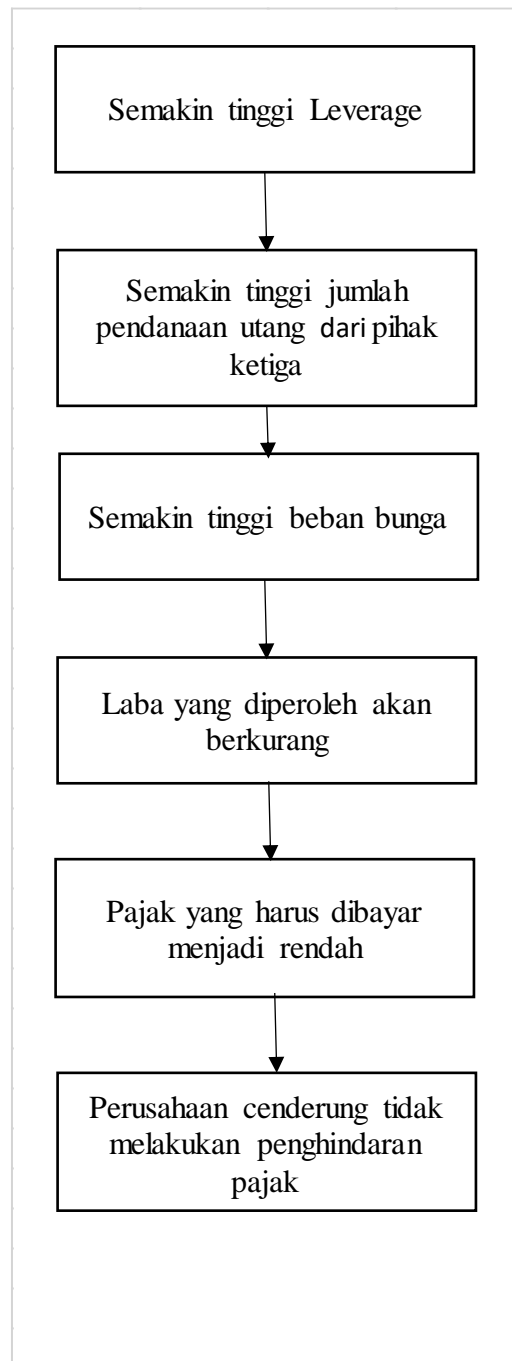 Semakin tinggi Leverage
Semakin tinggi jumlah
pendanaan utang dari pihak
ketiga
Semakin tinggi beban bunga
Laba yang diperoleh akan
berkurang
Pajak yang harus dibayar
menjadi rendah
Perusahaan cenderung tidak
melakukan penghindaran
pajak